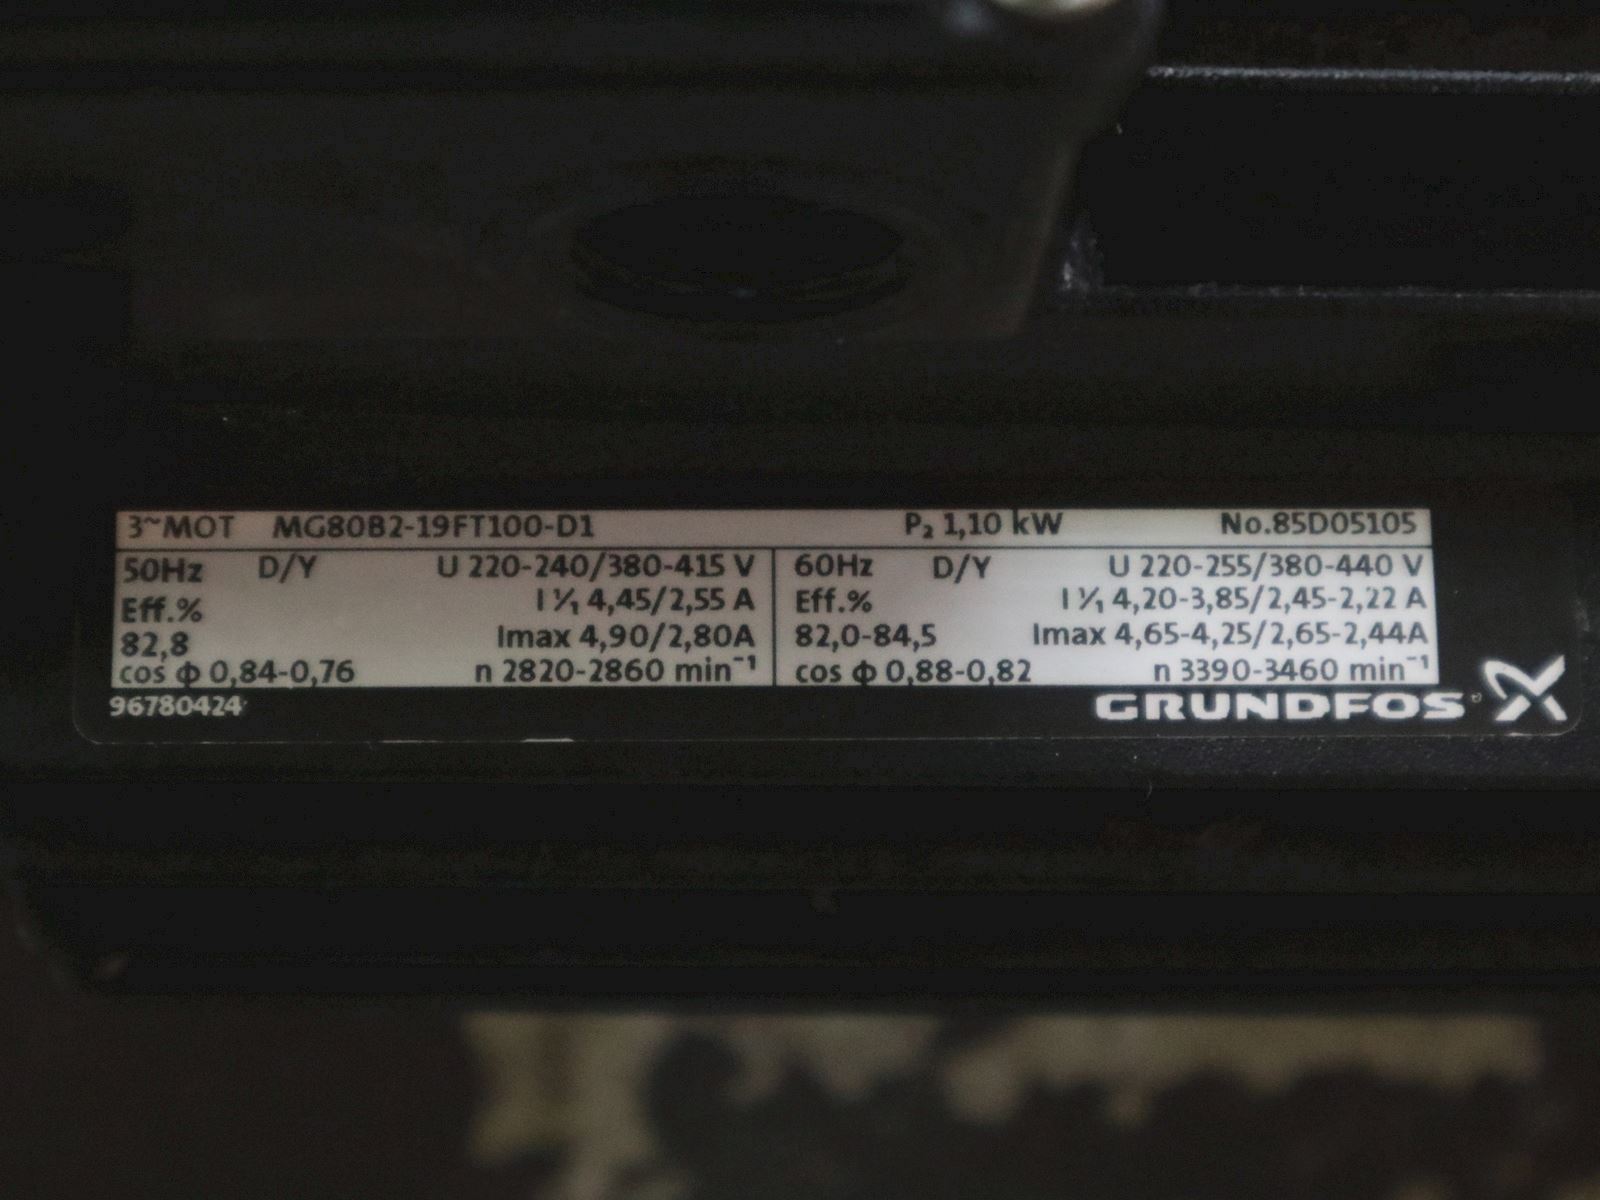 3~MOT MG80B2-19FT100-D1 P₂ 1,10 kW No.85D05105
50Hz D/Y U 220-240/380-415 V
Eff.% I 1/1 4,45/2,55 A
82,8 Imax 4,90/2,80A
cos φ 0,84-0,76 n 2820-2860 min⁻¹
60Hz D/Y U 220-255/380-440 V
Eff.% I 1/1 4,20-3,85/2,45-2,22 A
82,0-84,5 Imax 4,65-4,25/2,65-2,44A
cos φ 0,88-0,82 n 3390-3460 min⁻¹
96780424
GRUNDFOS